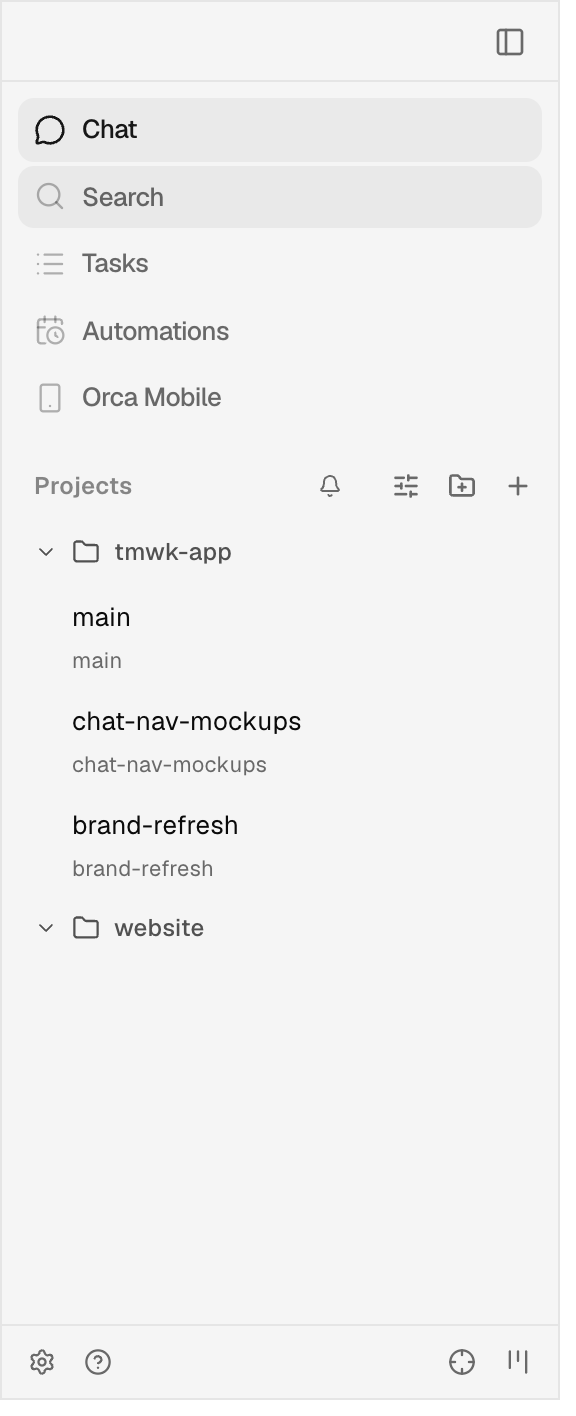 Chat
Search
Tasks
Automations
Orca Mobile
Projects
tmwk-app
main
main
chat-nav-mockups
chat-nav-mockups
brand-refresh
brand-refresh
website